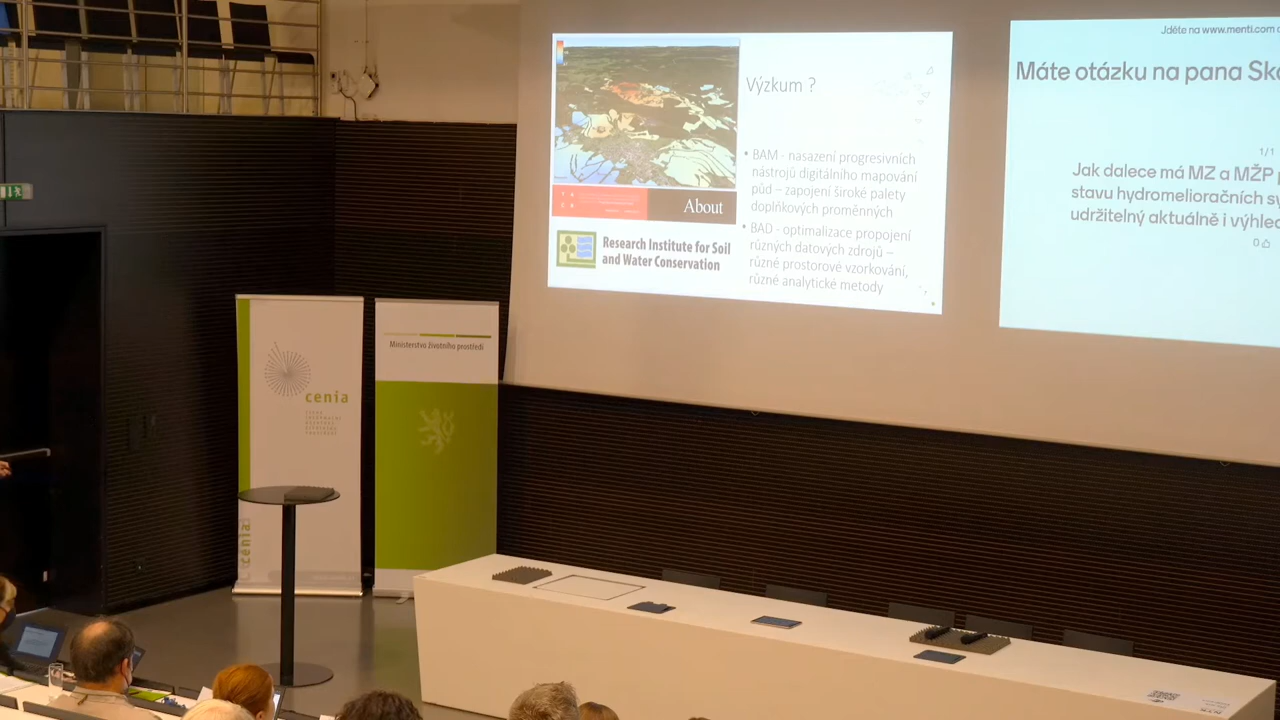 Výzkum ?
• BAM - nasazení progresivních
nástrojů digitálního mapování
půd – zapojení široké palety
doplňkových proměnných
• BAD - optimalizace propojení
různých datových zdrojů –
různé prostorové vzorkování,
různé analytické metody
About
Research Institute for Soil
and Water Conservation
Jděte na www.menti.com
Máte otázku na pana
1/1
Jak dalece má MZ a MŽP
stavu hydromelioračních
udržitelný aktuálně i
0
cenia
Ministerstvo životního prostředí
cenia